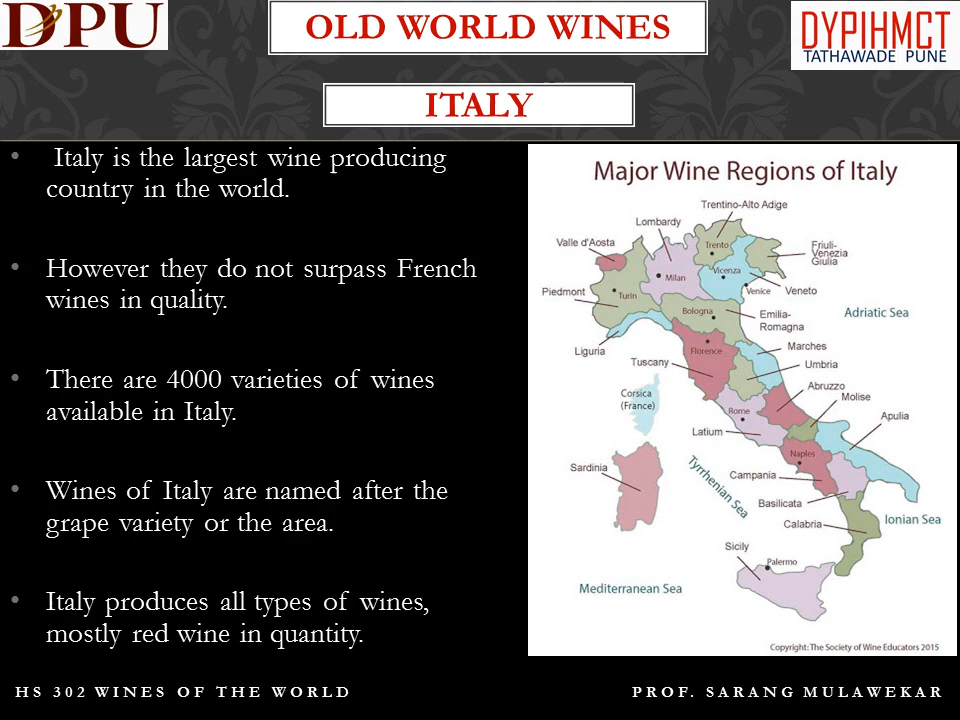 DPU
OLD WORLD WINES
DYPIHMCT
TATHAWADE PUNE
ITALY
• Italy is the largest wine producing
country in the world.
• However they do not surpass French
wines in quality.
• There are 4000 varieties of wines
available in Italy.
• Wines of Italy are named after the
grape variety or the area.
• Italy produces all types of wines,
mostly red wine in quantity.
Major Wine Regions of Italy
Trentino-Alto Adige
Lombardy
Valle d'Aosta
Trento
Friuli-
Venezia
Giulia
Milan
Vicenza
Piedmont
Turin
Venice
Veneto
Bologna
Emilia-
Romagna
Adriatic Sea
Liguria
Florence
Marches
Tuscany
Umbria
Abruzzo
Corsica
(France)
Molise
Rome
Apulia
Latium
Naples
Sardinia
Tyrrhenian Sea
Campania
Basilicata
Ionian Sea
Calabria
Sicily
Palermo
Mediterranean Sea
Copyright: The Society of Wine Educators 2015
HS 302 WINES OF THE WORLD
PROF. SARANG MULAWEKAR